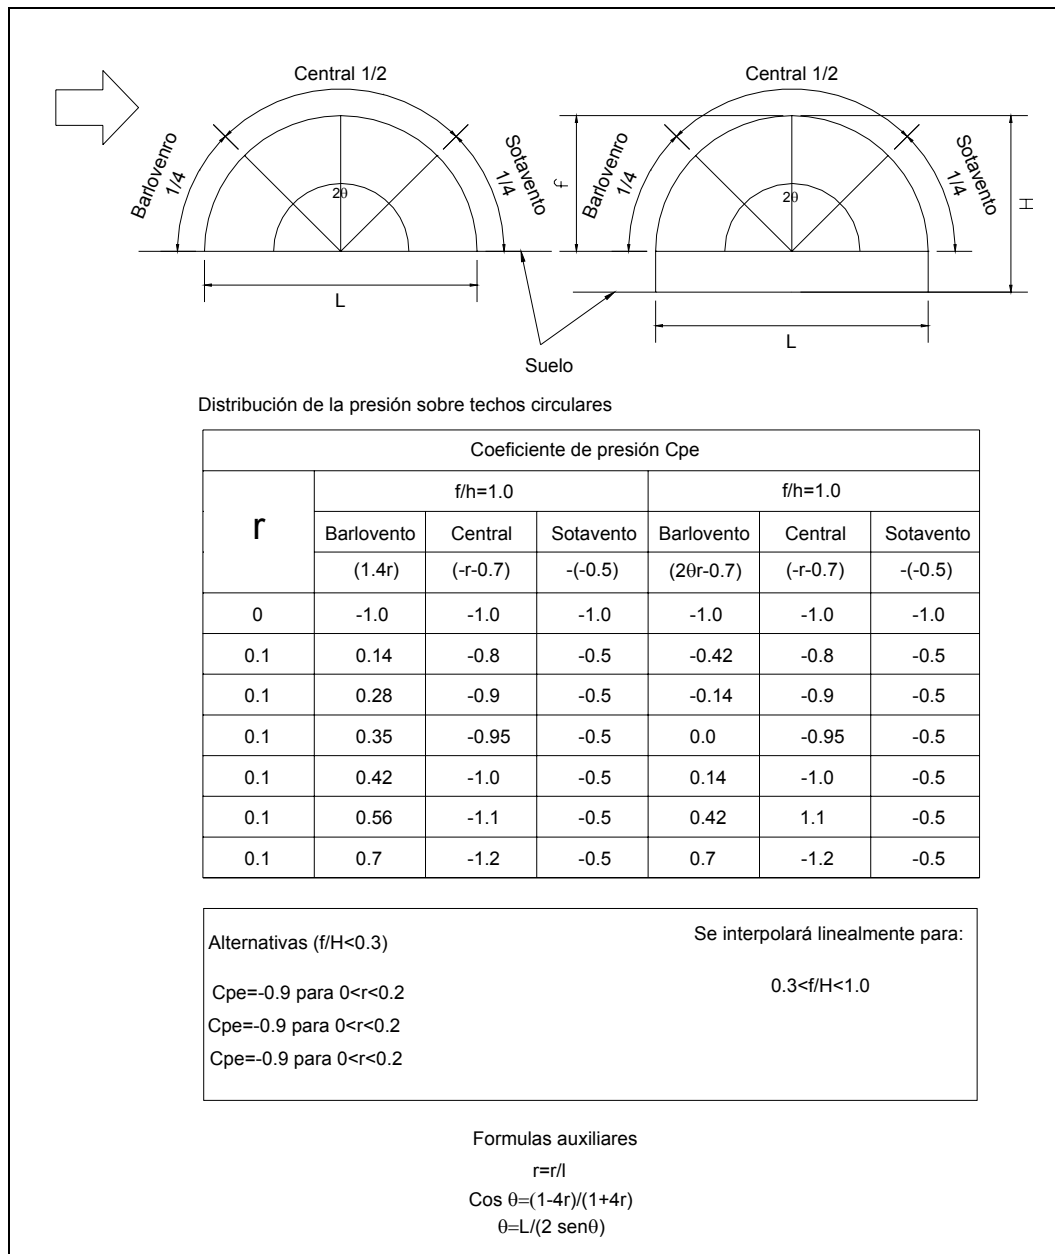 Central 1/2
Central 1/2
Barlovenro
1/4
Sotavento
1/4
Barlovento
1/4
Sotavento
1/4
2θ
2θ
f
H
L
L
Suelo
Distribución de la presión sobre techos circulares
Coeficiente de presión Cpe
r f/h=1.0 f/h=1.0
Barlovento Central Sotavento Barlovento Central Sotavento
(1.4r) (-r-0.7) -(-0.5) (2θr-0.7) (-r-0.7) -(-0.5)
0 -1.0 -1.0 -1.0 -1.0 -1.0 -1.0
0.1 0.14 -0.8 -0.5 -0.42 -0.8 -0.5
0.1 0.28 -0.9 -0.5 -0.14 -0.9 -0.5
0.1 0.35 -0.95 -0.5 0.0 -0.95 -0.5
0.1 0.42 -1.0 -0.5 0.14 -1.0 -0.5
0.1 0.56 -1.1 -0.5 0.42 1.1 -0.5
0.1 0.7 -1.2 -0.5 0.7 -1.2 -0.5
Alternativas (f/H<0.3)
Cpe=-0.9 para 0<r<0.2
Cpe=-0.9 para 0<r<0.2
Cpe=-0.9 para 0<r<0.2
Se interpolará linealmente para:
0.3<f/H<1.0
Formulas auxiliares
r=r/l
Cos θ=(1-4r)/(1+4r)
θ=L/(2 senθ)